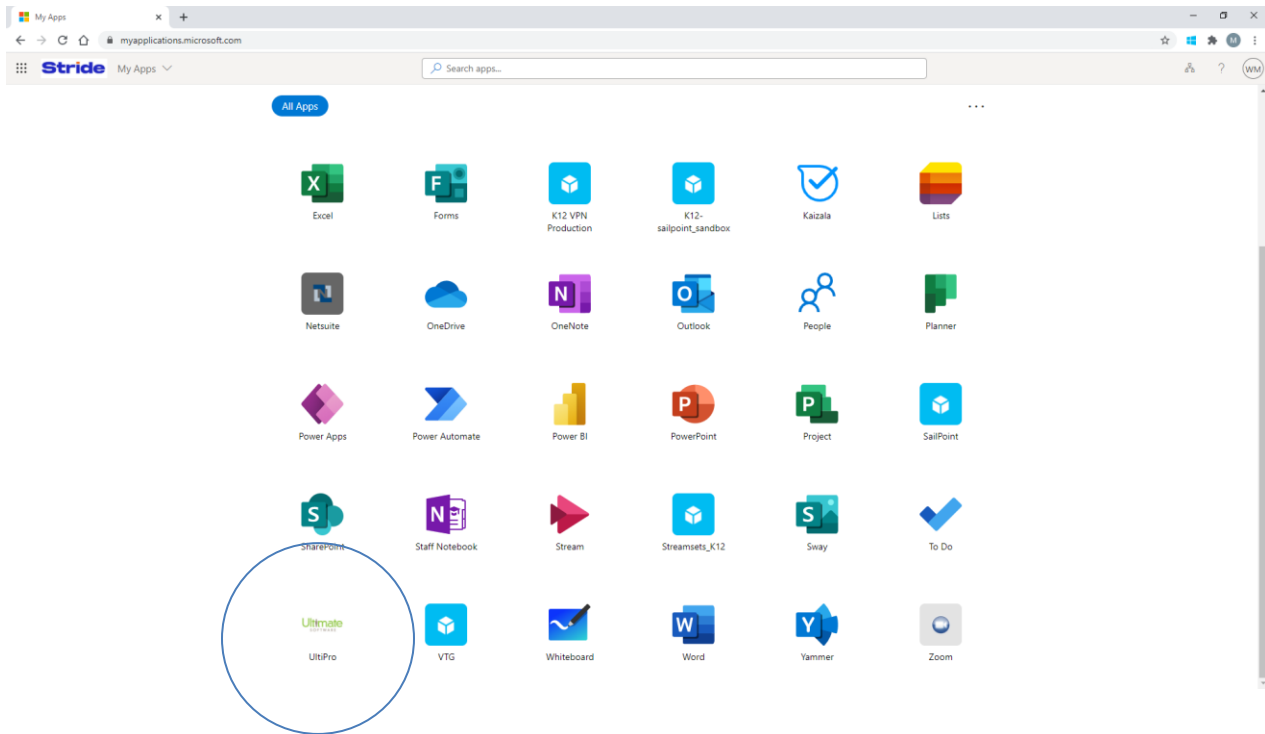 My Apps
myapplications.microsoft.com
M
Stride My Apps
Search apps...
?
WM
All Apps
...
X
F
Excel
Forms
K12 VPN
Production
K12-
sailpoint_sandbox
Kaizala
Lists
N
N
O
Netsuite
OneDrive
OneNote
Outlook
People
Planner
P
P
Power Apps
Power Automate
Power BI
PowerPoint
Project
SailPoint
S
N
S
SharePoint
Staff Notebook
Stream
Streamsets_K12
Sway
To Do
Ultimate
SOFTWARE
W
Y
UltiPro
VTG
Whiteboard
Word
Yammer
Zoom